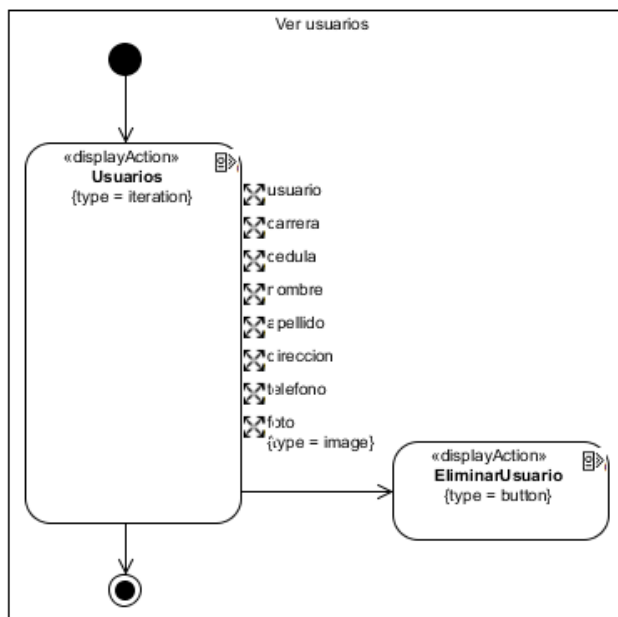 Ver usuarios
«displayAction»
Usuarios
{type = iteration}
usuario
carrera
cedula
nombre
apellido
direccion
telefono
foto
{type = image}
«displayAction»
EliminarUsuario
{type = button}